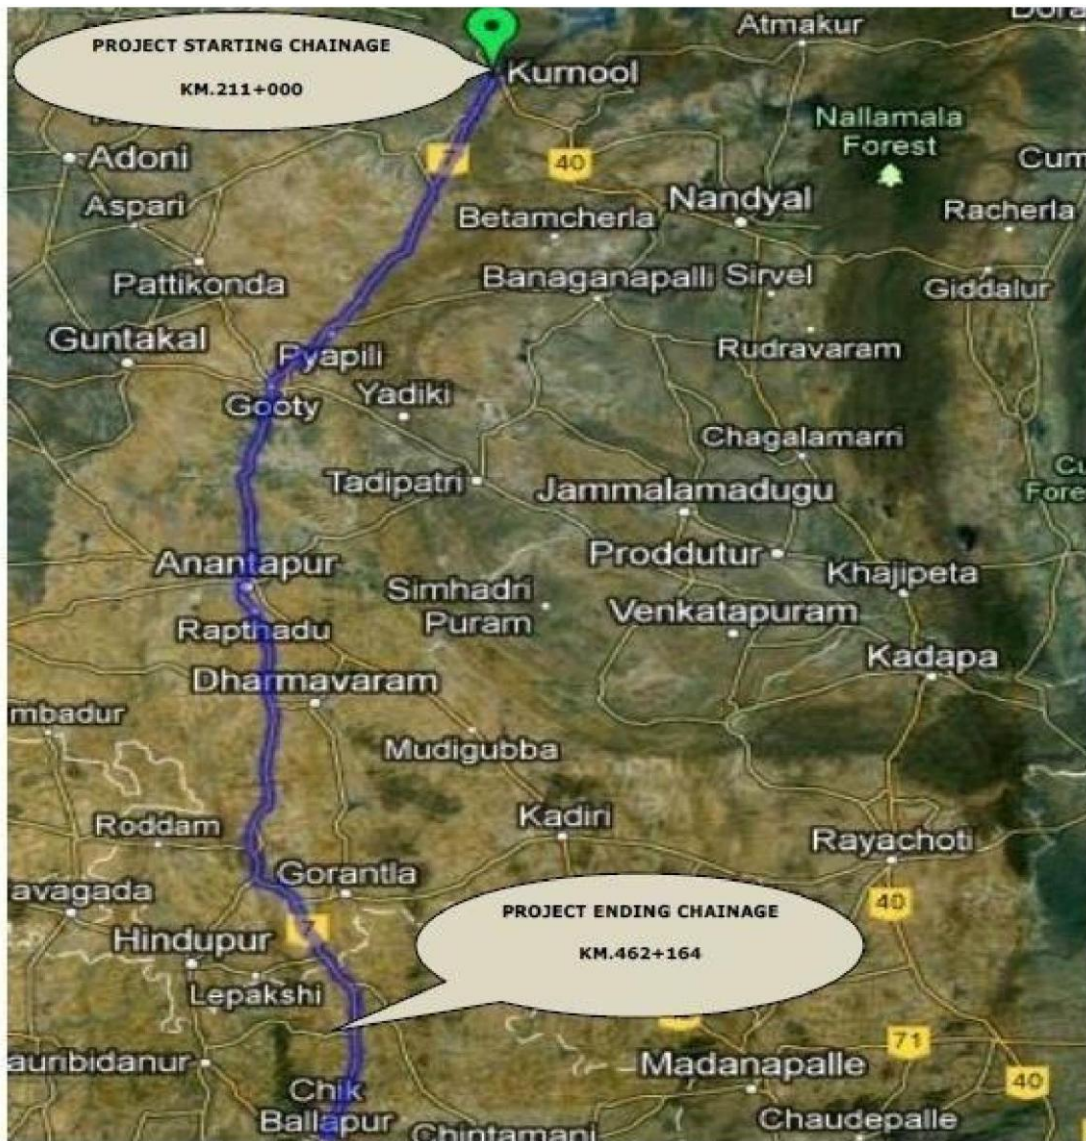 PROJECT STARTING CHAINAGE
KM.211+000
Atmakur
Kurnool
Nallamala
Forest
7
40
Adoni
Cum
Aspari
Betamcherla
Nandyal
Racherla
Pattikonda
Banaganapalli
Sirvel
Giddalur
Guntakal
Pyapili
Rudravaram
Gooty
Yadiki
Chagalamarri
Tadipatri
Jammalamadugu
Cu
Fore
Anantapur
Proddutur
Khajipeta
Simhadri
Puram
Rapthadu
Venkatapuram
Dharmavaram
Kadapa
mbadur
Mudigubba
Roddam
Kadiri
Rayachoti
avagada
Gorantla
40
PROJECT ENDING CHAINAGE
KM.462+164
7
Hindupur
Lepakshi
auribidanur
71
Madanapalle
40
Chik
Ballapur
Chintamani
Chaudepalle